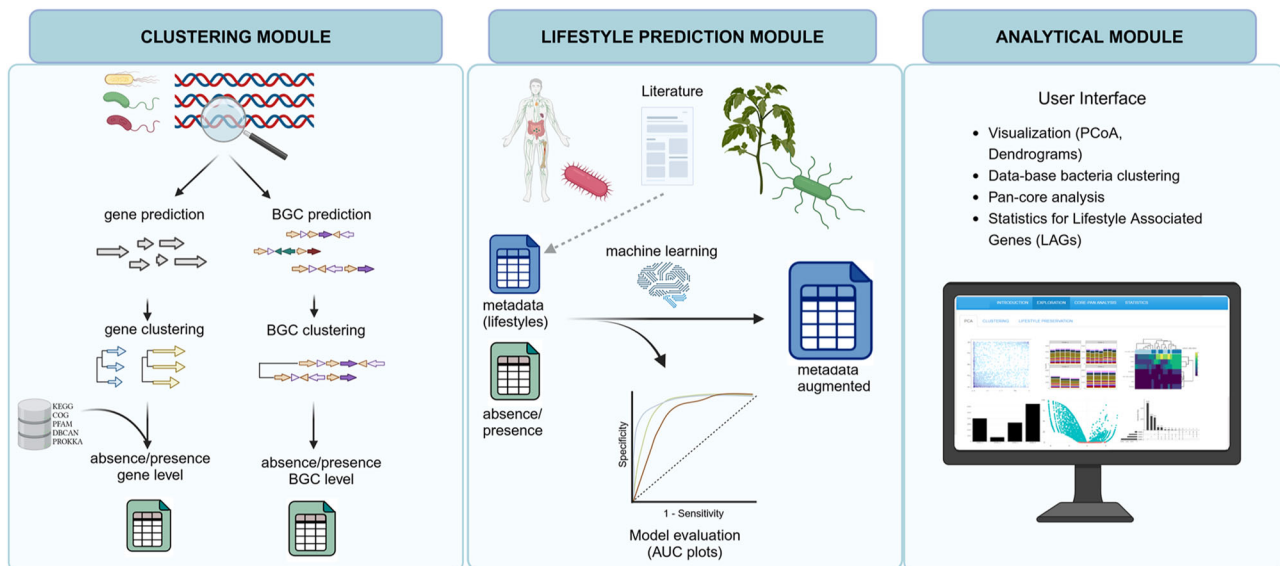 CLUSTERING MODULE
gene prediction
BGC prediction
gene clustering
BGC clustering
KEGG
COG
PFAM
DBCAN
PROKKA
absence/presence
gene level
absence/presence
BGC level
LIFESTYLE PREDICTION MODULE
Literature
machine learning
metadata
(lifestyles)
absence/
presence
metadata
augmented
Specificity
1 - Sensitivity
Model evaluation
(AUC plots)
ANALYTICAL MODULE
User Interface
• Visualization (PCoA,
Dendrograms)
• Data-base bacteria clustering
• Pan-core analysis
• Statistics for Lifestyle Associated
Genes (LAGs)
INTRODUCTION EXPLORATION CORE-PAN ANALYSIS STATISTICS
PCA CLUSTERING